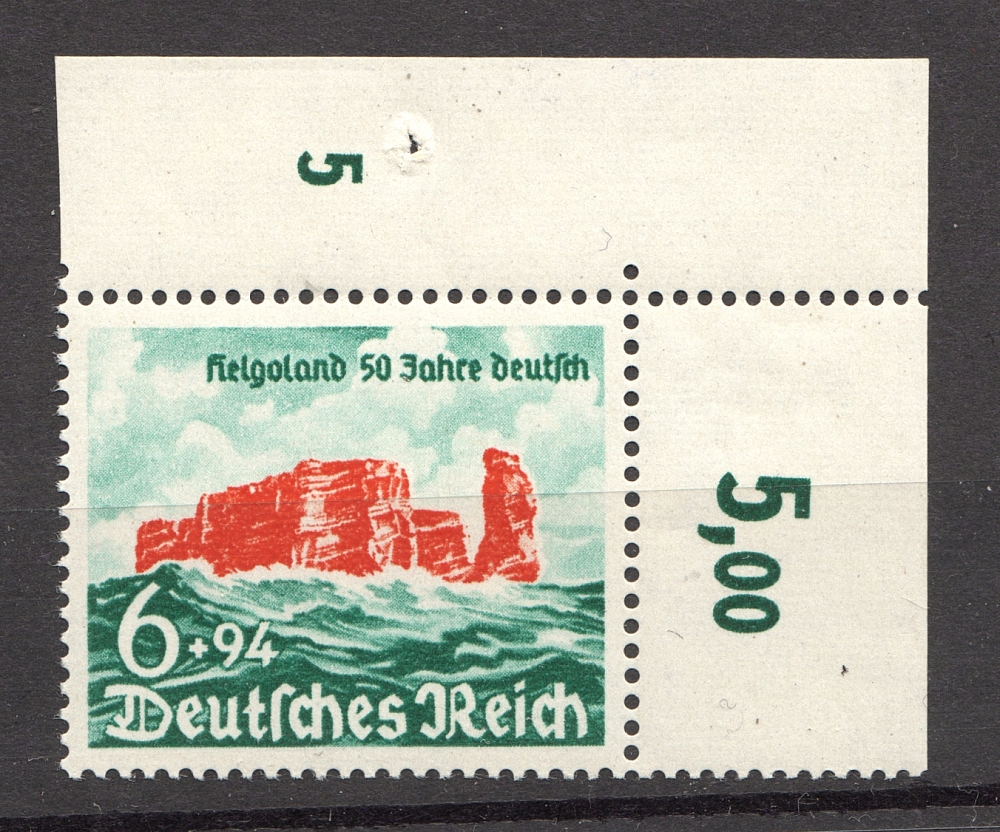 5
Helgoland 50 Jahre deutſch
5,00
6+94
Deutſches Reich